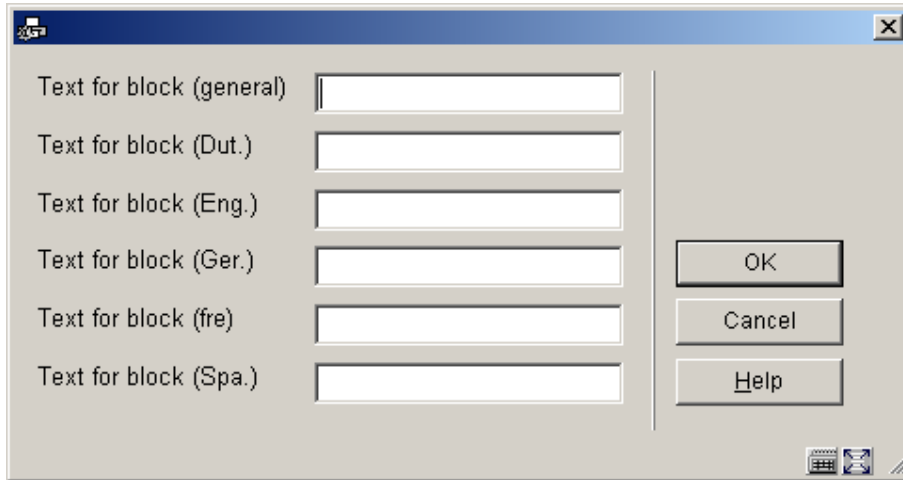 Text for block (general)
Text for block (Dut.)
Text for block (Eng.)
Text for block (Ger.)
Text for block (fre)
Text for block (Spa.)
OK
Cancel
Help